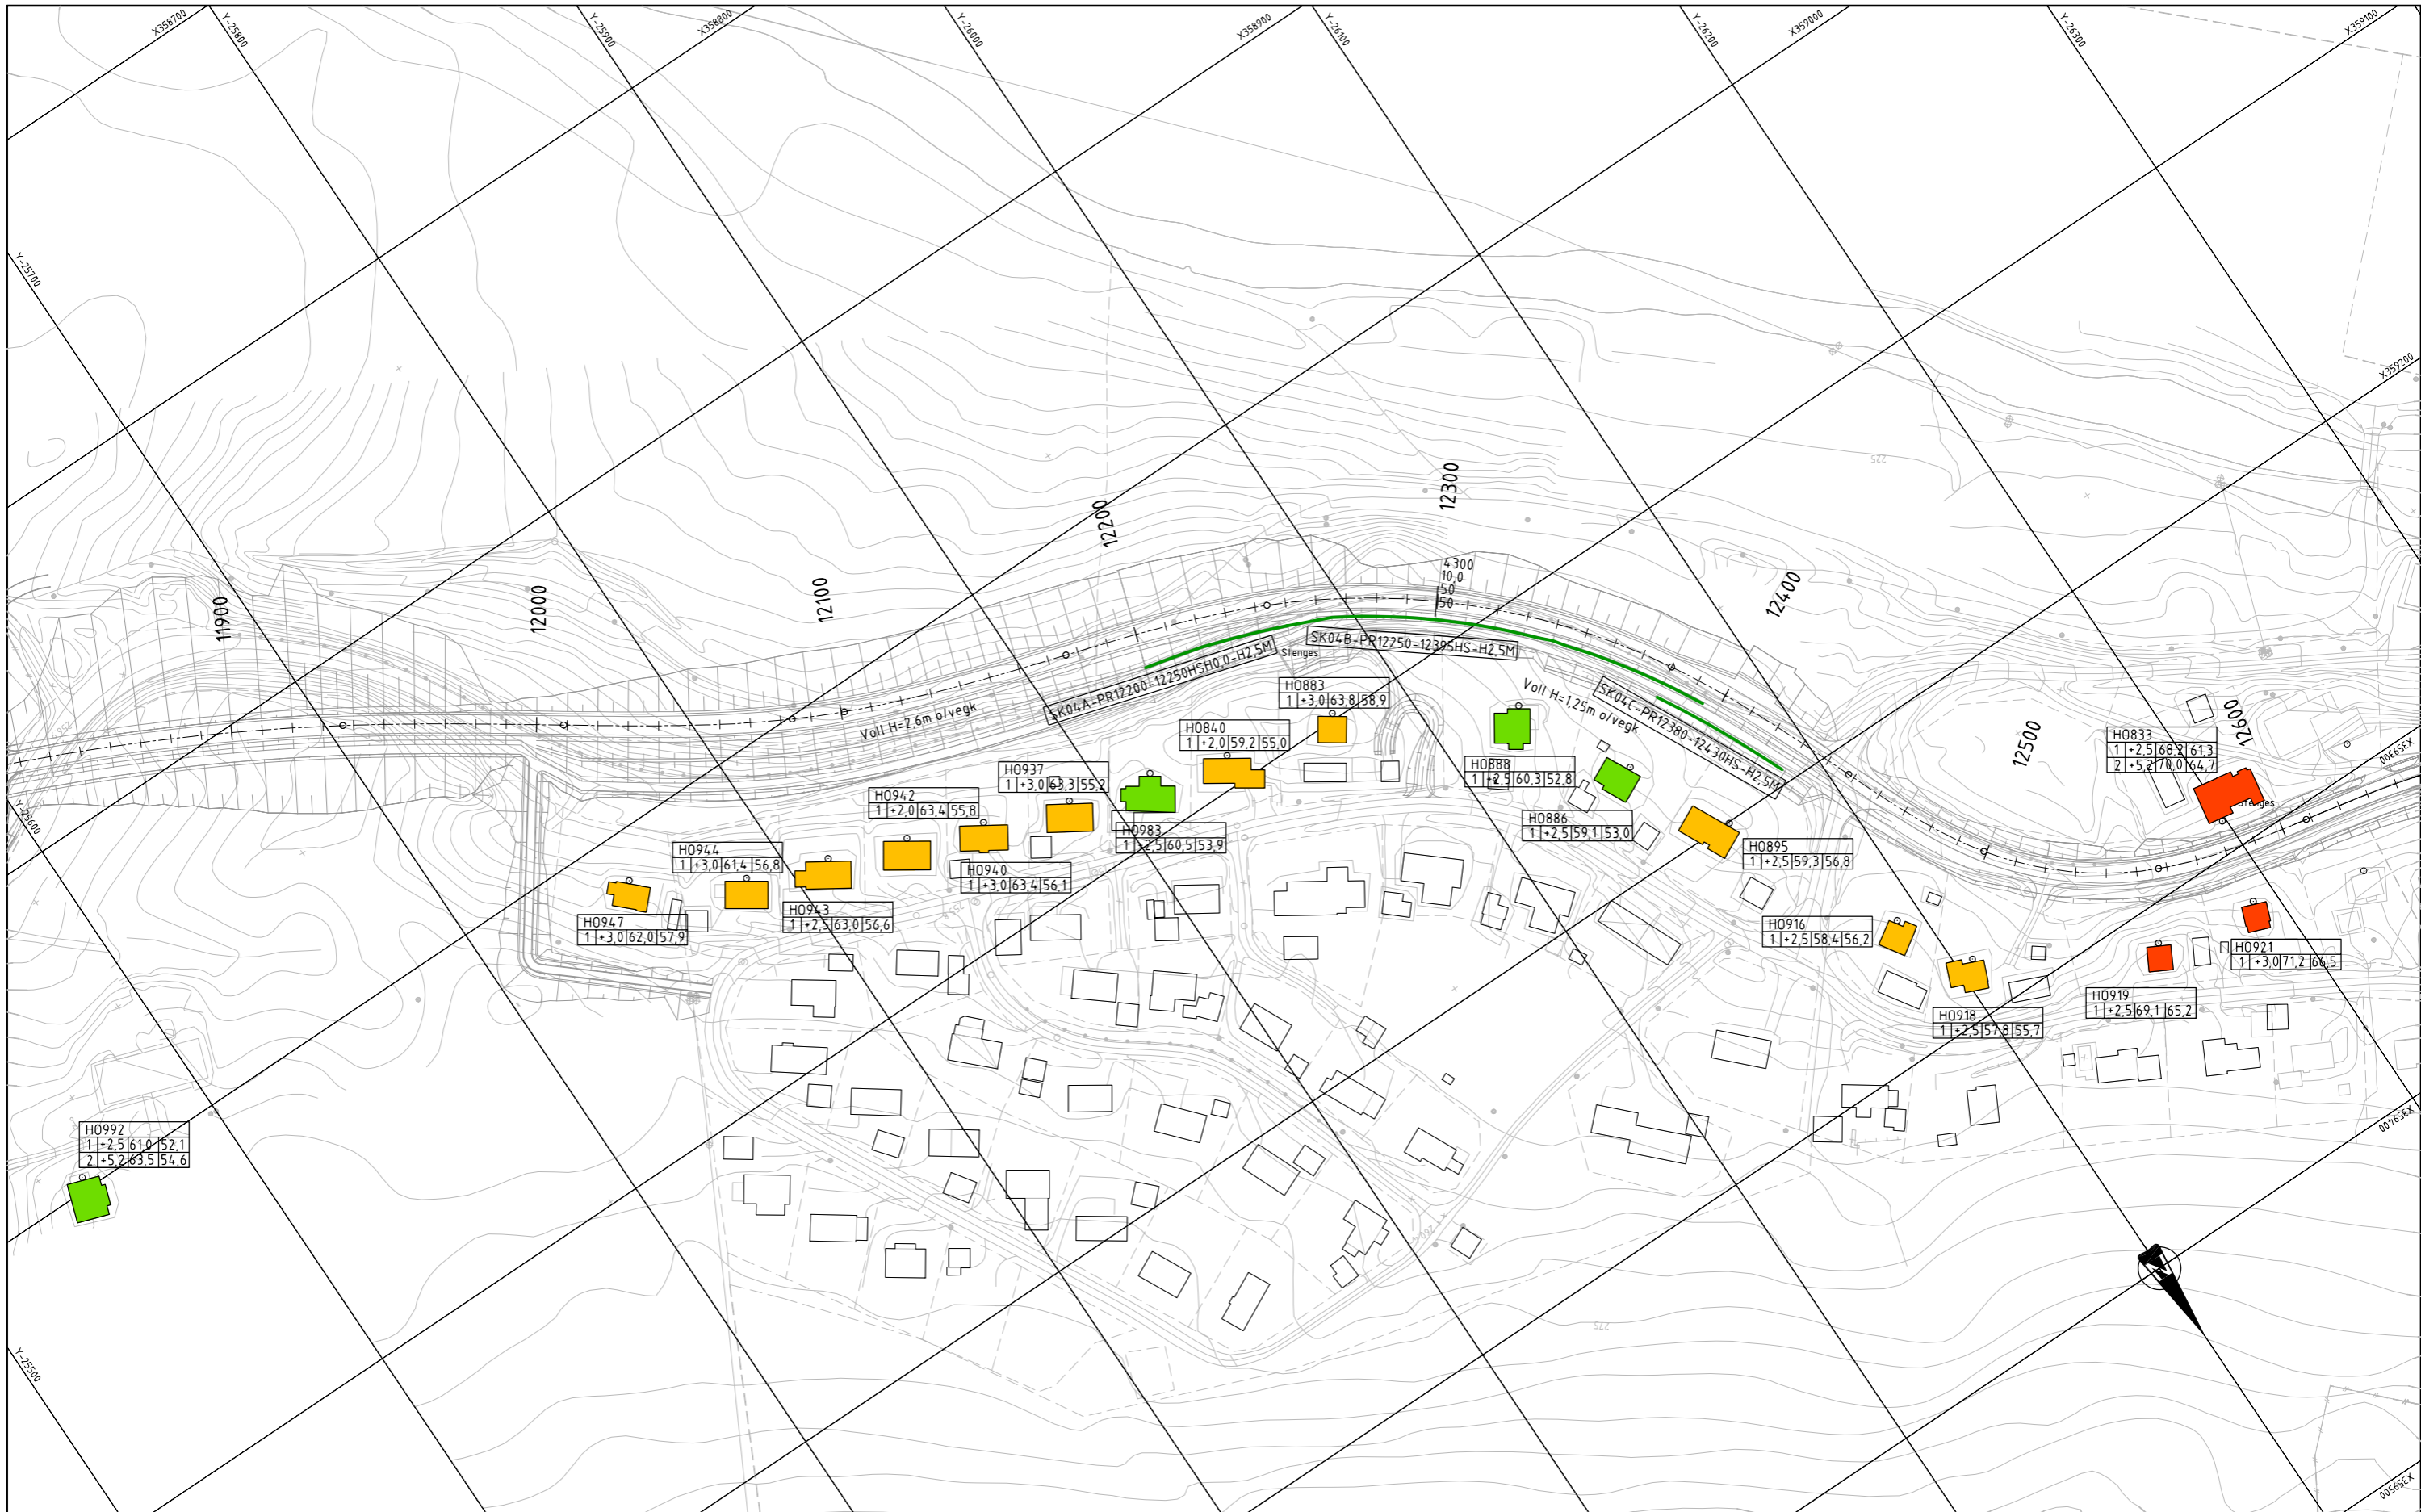 X358700
Y-25800
Y-25900
X358800
Y-26000
X358900
Y-26100
Y-26200
X359000
Y-26300
X359100
Y-25700
X359200
225
12300
12200
12100
12000
11900
12400
4300
10,0
50
50
SK04A-PR12200-12250HSH0,0-H2,5M
SK04B-PR12250-12395HS-H2,5M
Stenges
SK04C-PR12380-12430HS-H2,5M
Voll H=2,6m o/vegk
Voll H=1,25m o/vegk
12500
12600
H0883
1 +3,0 63,8 58,9
H0840
1 +2,0 59,2 55,0
H0833
1 +2,5 68,2 61,3
2 +5,2 70,0 64,7
Stenges
X359300
H0937
1 +3,0 63,3 55,2
H0888
1 +2,5 60,3 52,8
H0942
1 +2,0 63,4 55,8
H0983
1 +2,5 60,5 53,9
H0886
1 +2,5 59,1 53,0
H0944
1 +3,0 61,4 56,8
H0895
1 +2,5 59,3 56,8
H0940
1 +3,0 63,4 56,1
H0943
1 +2,5 63,0 56,6
H0947
1 +3,0 62,0 57,9
H0916
1 +2,5 58,4 56,2
H0921
1 +3,0 71,2 66,5
H0919
1 +2,5 69,1 65,2
H0918
1 +2,5 57,8 55,7
Y-25600
H0992
1 +2,5 61,0 52,1
2 +5,2 63,5 54,6
X359400
N
275
Y-25500
X359500